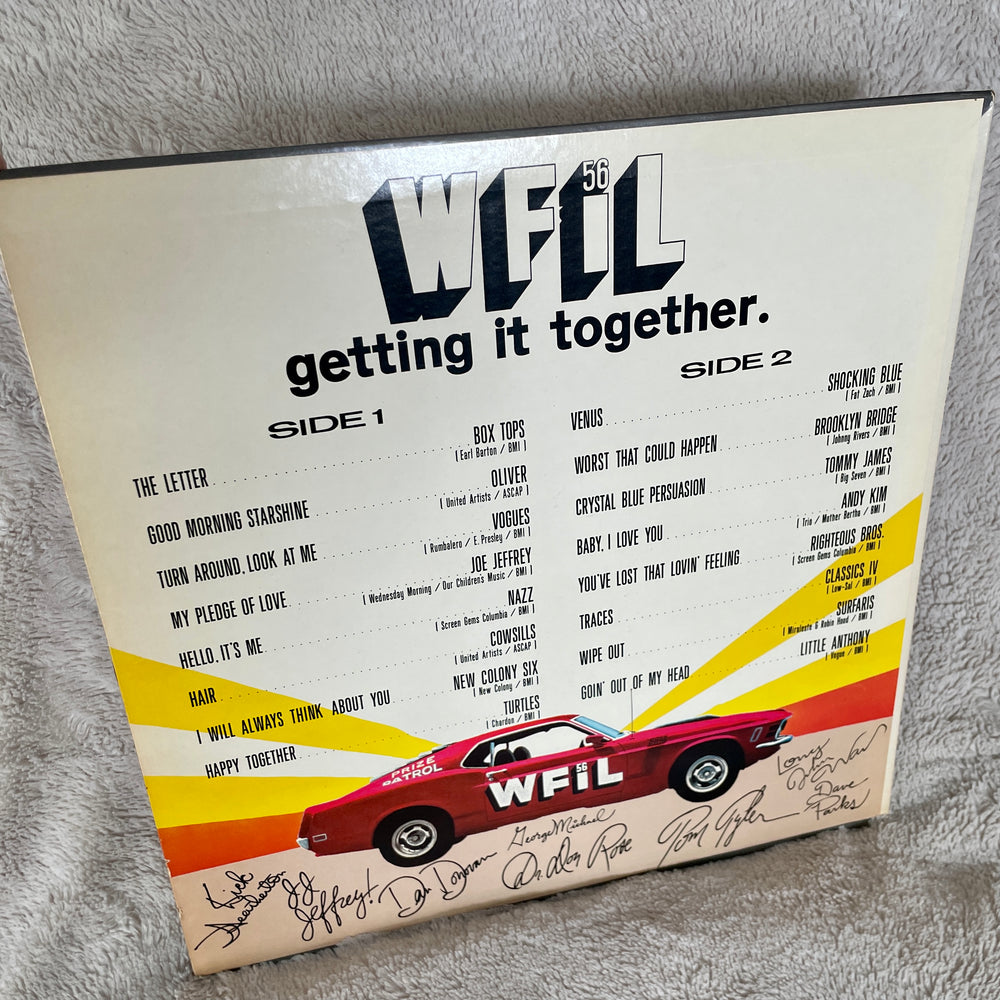 56
WFIL
getting it together.
SIDE 1
THE LETTER BOX TOPS
[ Earl Barton / BMI ]
GOOD MORNING STARSHINE OLIVER
[ United Artists / ASCAP ]
TURN AROUND, LOOK AT ME VOGUES
[ Rumbalero / E. Presley / BMI ]
MY PLEDGE OF LOVE JOE JEFFREY
[ Wednesday Morning / Our Children's Music / BMI ]
HELLO, IT'S ME NAZZ
[ Screen Gems Columbia / BMI ]
HAIR COWSILLS
[ United Artists / ASCAP ]
I WILL ALWAYS THINK ABOUT YOU NEW COLONY SIX
[ New Colony / BMI ]
HAPPY TOGETHER TURTLES
[ Chardon / BMI ]
SIDE 2
VENUS SHOCKING BLUE
[ Fat Zach / BMI ]
WORST THAT COULD HAPPEN BROOKLYN BRIDGE
[ Johnny Rivers / BMI ]
CRYSTAL BLUE PERSUASION TOMMY JAMES
[ Big Seven / BMI ]
BABY, I LOVE YOU ANDY KIM
[ Trio / Mother Bertha / BMI ]
YOU'VE LOST THAT LOVIN' FEELING RIGHTEOUS BROS.
[ Screen Gems Columbia / BMI ]
TRACES CLASSICS IV
[ Low-Sal / BMI ]
WIPE OUT SURFARIS
[ Miraleste & Robin Hood / BMI ]
GOIN' OUT OF MY HEAD LITTLE ANTHONY
[ Vogue / BMI ]
PRIZE
PATROL
56
WFIL
Long
John Wade
Dave
Parks
George Michael
Tom Tyler
Dr. Don Rose
Dan Donovan
J.J.
Jeffrey!
Rick